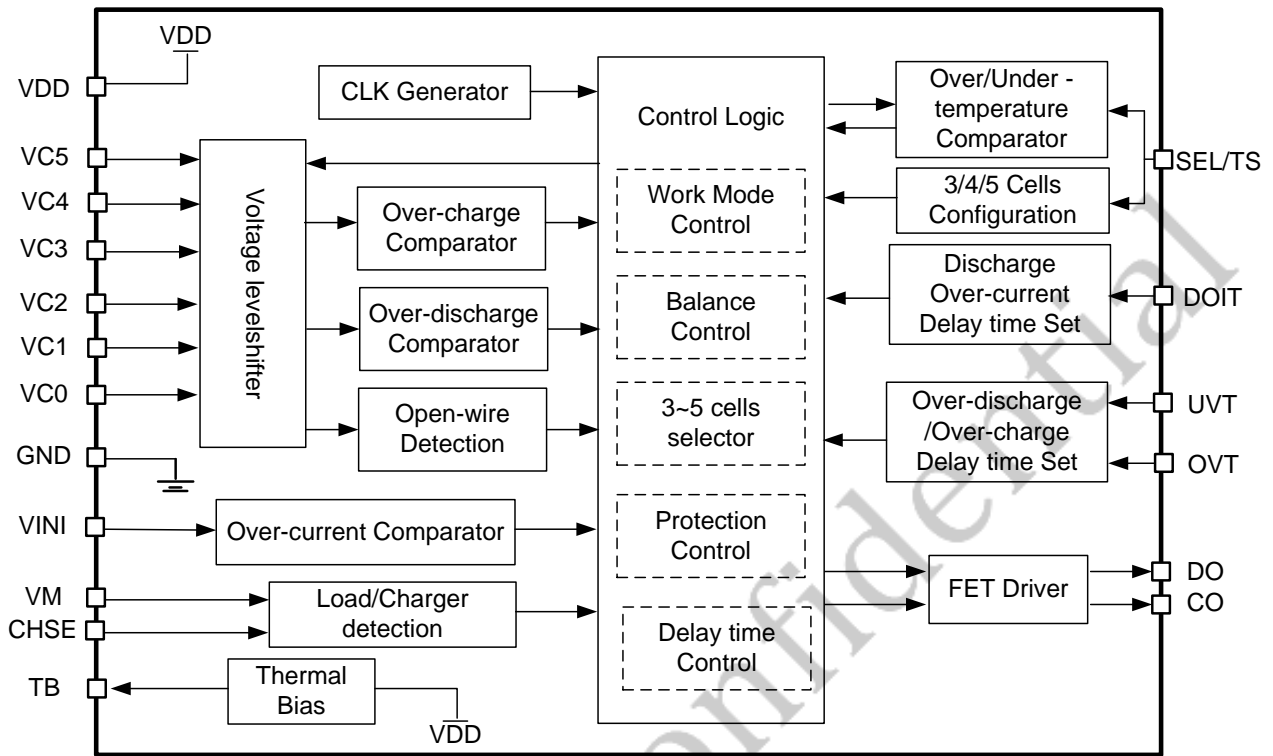 VDD
VDD
VC5
VC4
VC3
VC2
VC1
VC0
GND
VINI
VM
CHSE
TB
Voltage levelshifter
CLK Generator
Over-charge
Comparator
Over-discharge
Comparator
Open-wire
Detection
Over-current Comparator
Load/Charger
detection
Thermal
Bias
VDD
Control Logic
Work Mode
Control
Balance
Control
3~5 cells
selector
Protection
Control
Delay time
Control
Over/Under -
temperature
Comparator
3/4/5 Cells
Configuration
Discharge
Over-current
Delay time Set
Over-discharge
/Over-charge
Delay time Set
FET Driver
SEL/TS
DOIT
UVT
OVT
DO
CO
onfidential